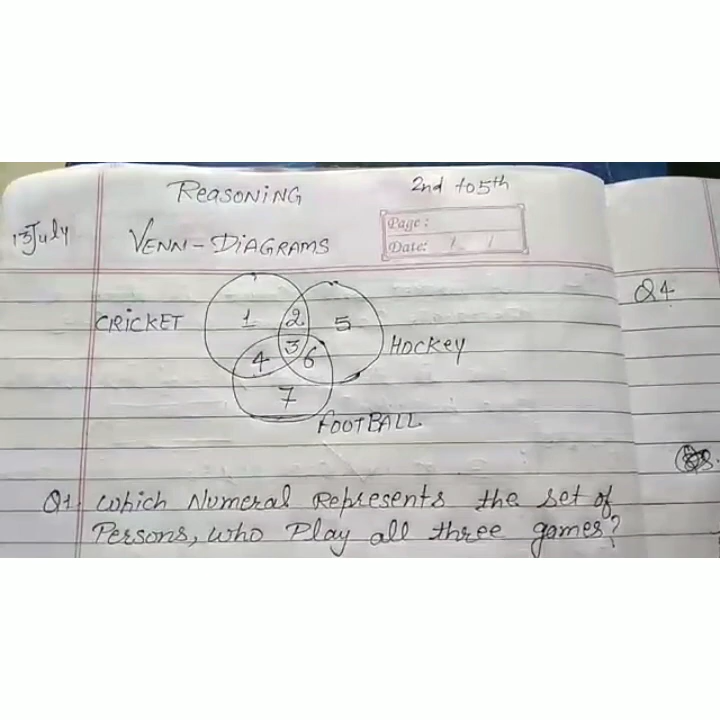 Reasoning
2nd to 5th
13 July
Venn-Diagrams
Page:
Date: / /
Q4
CRICKET
1
2
5
3
4
6
Hockey
7
FOOTBALL
Q1. Which Numeral Represents the set of
Persons, who Play all three games?